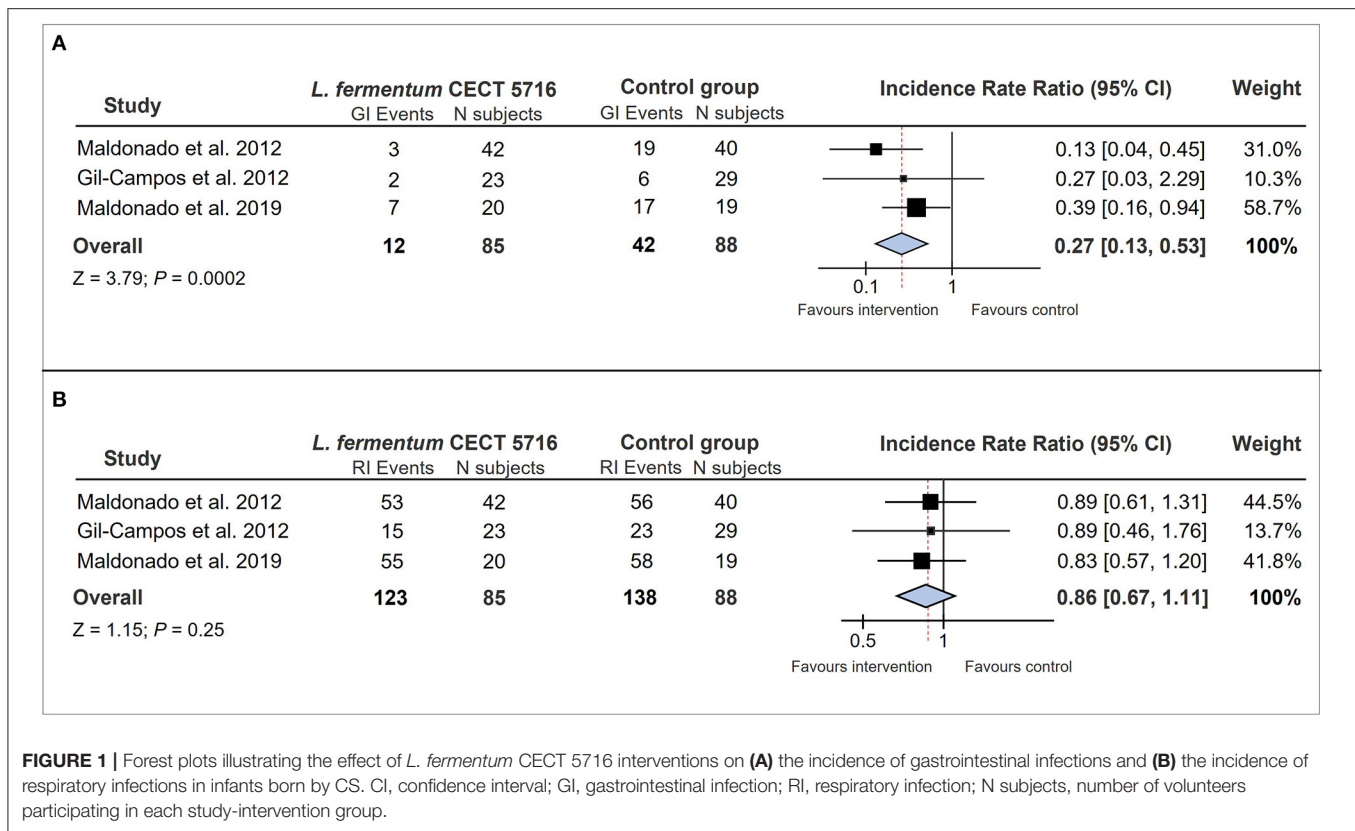 A
L. fermentum CECT 5716 Control group Incidence Rate Ratio (95% CI) Weight
Study GI Events N subjects GI Events N subjects
Maldonado et al. 2012 3 42 19 40 0.13 [0.04, 0.45] 31.0%
Gil-Campos et al. 2012 2 23 6 29 0.27 [0.03, 2.29] 10.3%
Maldonado et al. 2019 7 20 17 19 0.39 [0.16, 0.94] 58.7%
Overall 12 85 42 88 0.27 [0.13, 0.53] 100%
Z = 3.79; P = 0.0002
0.1 1
Favours intervention Favours control
B
L. fermentum CECT 5716 Control group Incidence Rate Ratio (95% CI) Weight
Study RI Events N subjects RI Events N subjects
Maldonado et al. 2012 53 42 56 40 0.89 [0.61, 1.31] 44.5%
Gil-Campos et al. 2012 15 23 23 29 0.89 [0.46, 1.76] 13.7%
Maldonado et al. 2019 55 20 58 19 0.83 [0.57, 1.20] 41.8%
Overall 123 85 138 88 0.86 [0.67, 1.11] 100%
Z = 1.15; P = 0.25
0.5 1
Favours intervention Favours control
FIGURE 1 | Forest plots illustrating the effect of L. fermentum CECT 5716 interventions on (A) the incidence of gastrointestinal infections and (B) the incidence of
respiratory infections in infants born by CS. CI, confidence interval; GI, gastrointestinal infection; RI, respiratory infection; N subjects, number of volunteers
participating in each study-intervention group.